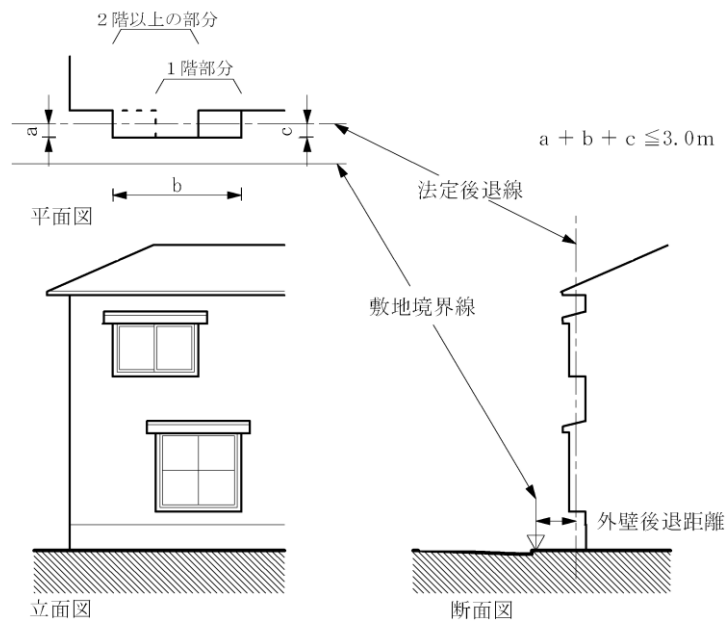 2階以上の部分
1階部分
a
c
a+b+c≦3.0m
b
法定後退線
平面図
敷地境界線
外壁後退距離
立面図
断面図